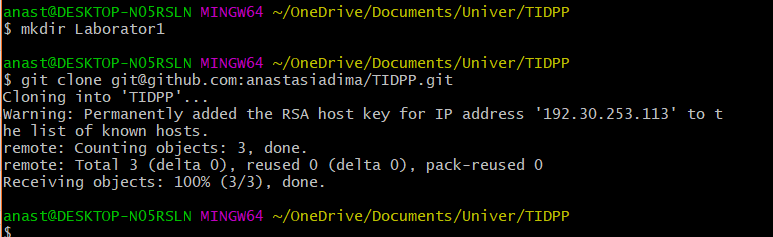 anast@DESKTOP-NO5RSLN MINGW64 ~/OneDrive/Documents/Univer/TIDPP
$ mkdir Laborator1
anast@DESKTOP-NO5RSLN MINGW64 ~/OneDrive/Documents/Univer/TIDPP
$ git clone git@github.com:anastasiadima/TIDPP.git
Cloning into 'TIDPP'...
Warning: Permanently added the RSA host key for IP address '192.30.253.113' to t
he list of known hosts.
remote: Counting objects: 3, done.
remote: Total 3 (delta 0), reused 0 (delta 0), pack-reused 0
Receiving objects: 100% (3/3), done.
anast@DESKTOP-NO5RSLN MINGW64 ~/OneDrive/Documents/Univer/TIDPP
$